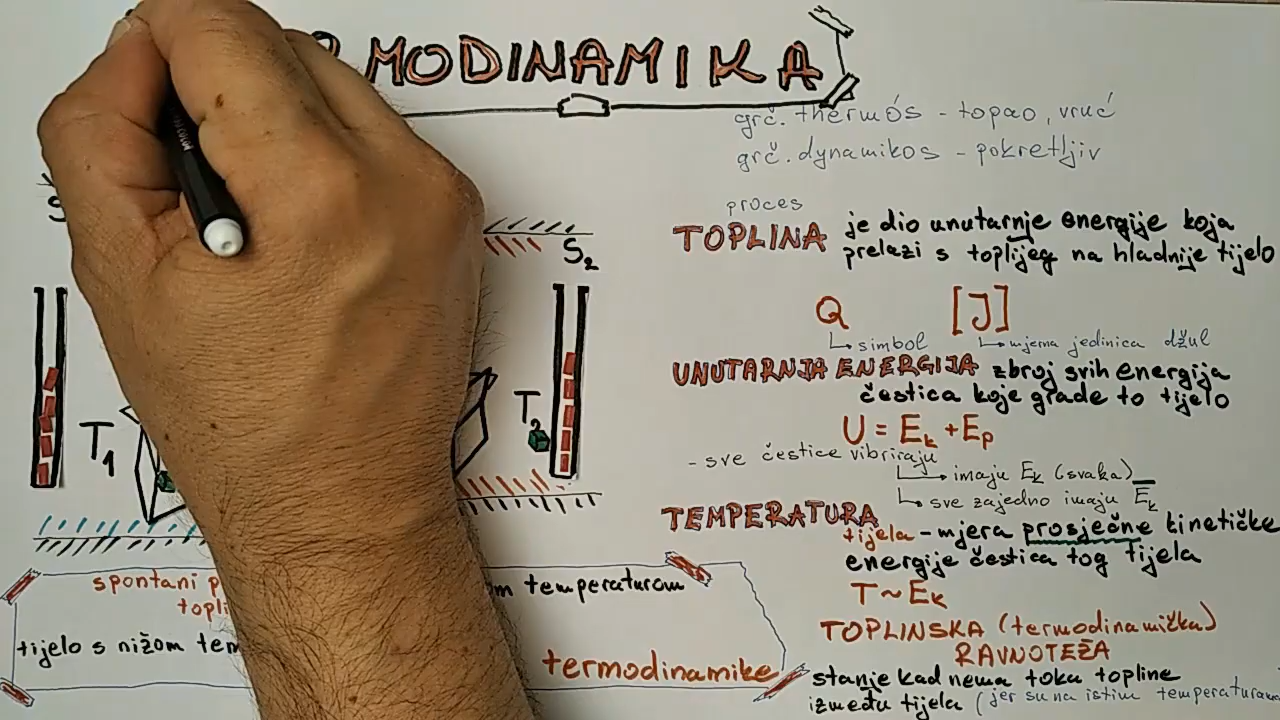 RMODINAMIKA
grč. thermós - topao, vruć
grč. dynamikos - pokretljiv
proces
TOPLINA je dio unutarnje energije koja
prelazi s toplijeg na hladnije tijelo
S2
Q [J]
simbol mjerna jedinica džul
UNUTARNJA ENERGIJA zbroj svih energija
čestica koje grade to tijelo
U = Ek + Ep
- sve čestice vibriraju
imaju Ek (svaka)
sve zajedno imaju Ek
T1
T2
TEMPERATURA
tijela - mjera prosječne kinetičke
energije čestica tog tijela
T ~ Ek
TOPLINSKA (termodinamička)
RAVNOTEŽA
stanje kad nema toka topline
između tijela (jer su na istim temperaturama
spontani
temperaturom
tijelo s nižom
termodinamike